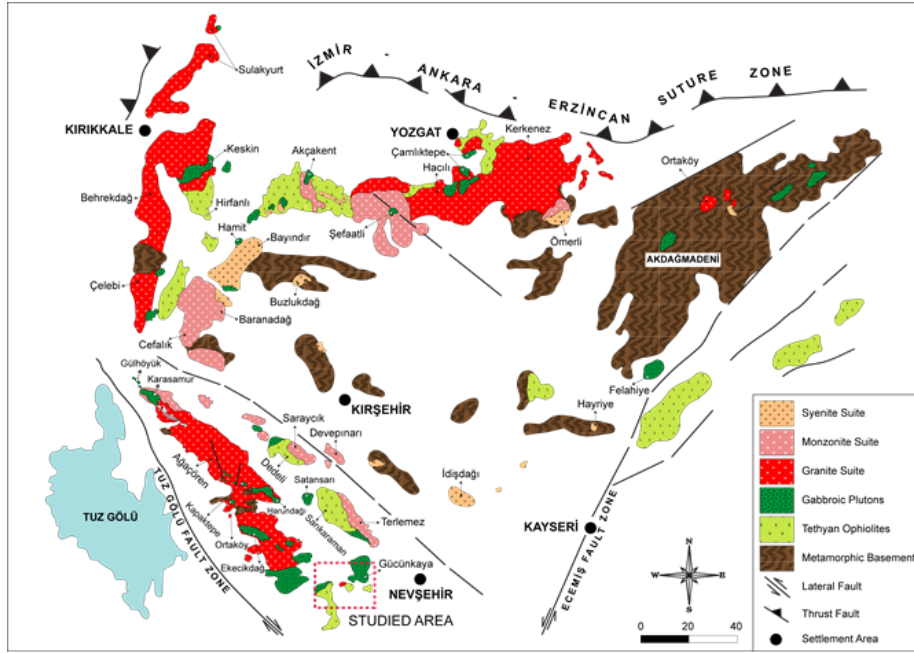 Sulakyurt
İZMİR - ANKARA - ERZİNCAN SUTURE ZONE
KIRIKKALE
YOZGAT
Kerkenez
Keskin
Akçakent
Çamlıktepe
Hacılı
Ortaköy
Behrekdağ
Hirfanlı
Hamit
Bayındır
Şefaatli
Ömerli
AKDAĞMADENİ
Çelebi
Buzlukdağ
Baranadağ
Cefalık
Gülhöyük
Karasamur
Felahiye
KIRŞEHİR
Hayriye
Saraycık
Devepınarı
Ağaçören
Dedeli
Satansarı
İdişdağı
TUZ GÖLÜ
TUZ GÖLÜ FAULT ZONE
Kapaktepe
Harundağı
Sarıkaraman
Terlemez
KAYSERİ
Ortaköy
Ekecikdağ
Gücünkaya
NEVŞEHİR
STUDIED AREA
ECEMİŞ FAULT ZONE
Syenite Suite
Monzonite Suite
Granite Suite
Gabbroic Plutons
Tethyan Ophiolites
Metamorphic Basement
Lateral Fault
Thrust Fault
Settlement Area
N
W E
S
0 20 40